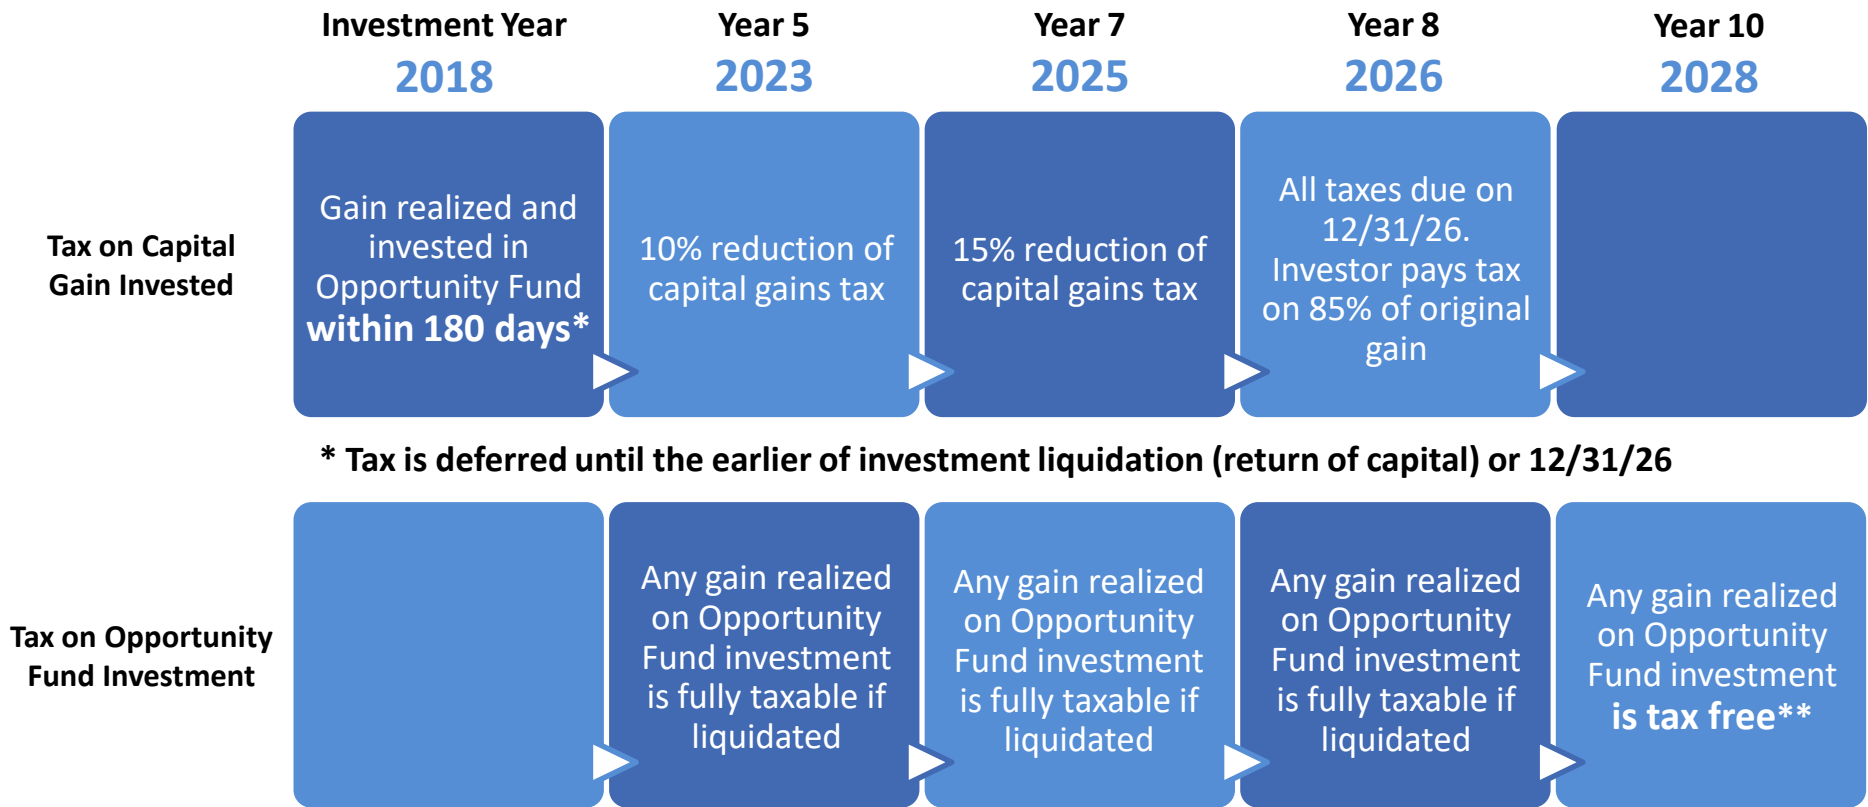 Investment Year
2018
Year 5
2023
Year 7
2025
Year 8
2026
Year 10
2028
Tax on Capital
Gain Invested
Gain realized and
invested in
Opportunity Fund
within 180 days*
10% reduction of
capital gains tax
15% reduction of
capital gains tax
All taxes due on
12/31/26.
Investor pays tax
on 85% of original
gain
* Tax is deferred until the earlier of investment liquidation (return of capital) or 12/31/26
Tax on Opportunity
Fund Investment
Any gain realized
on Opportunity
Fund investment
is fully taxable if
liquidated
Any gain realized
on Opportunity
Fund investment
is fully taxable if
liquidated
Any gain realized
on Opportunity
Fund investment
is fully taxable if
liquidated
Any gain realized
on Opportunity
Fund investment
is tax free**